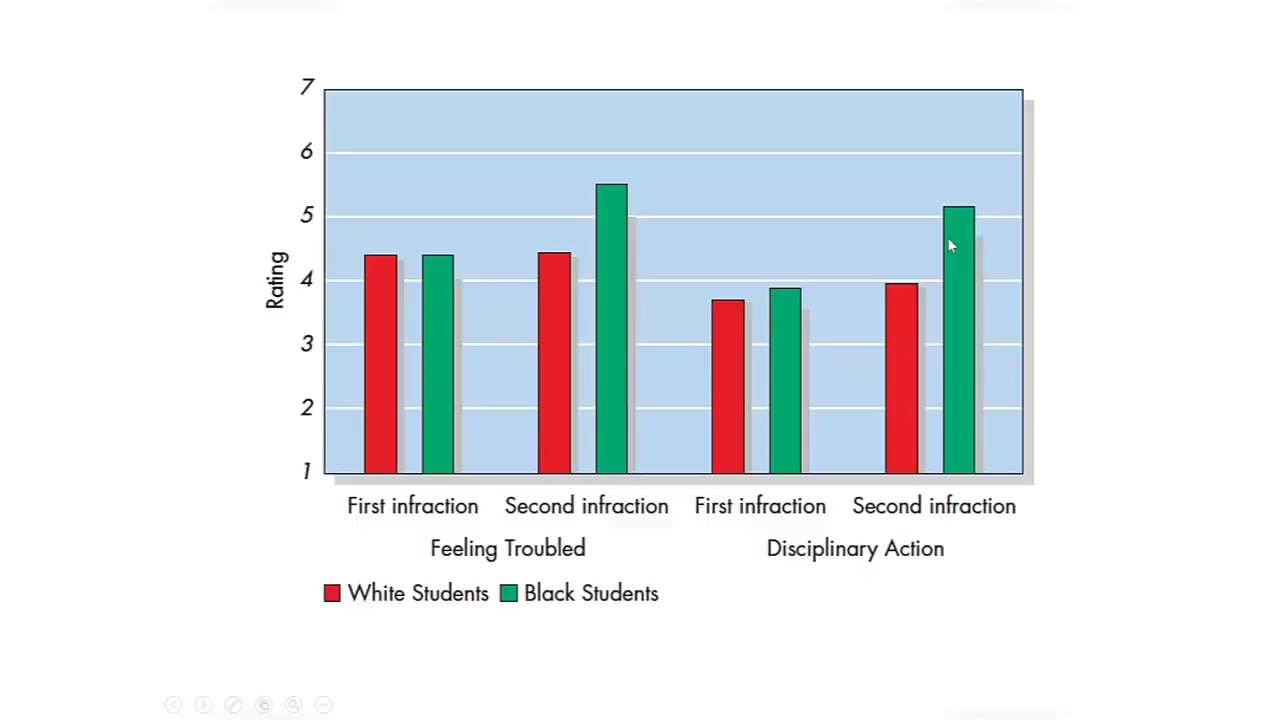 7
6
5
4
3
2
1
Rating
First infraction Second infraction First infraction Second infraction
Feeling Troubled Disciplinary Action
White Students Black Students